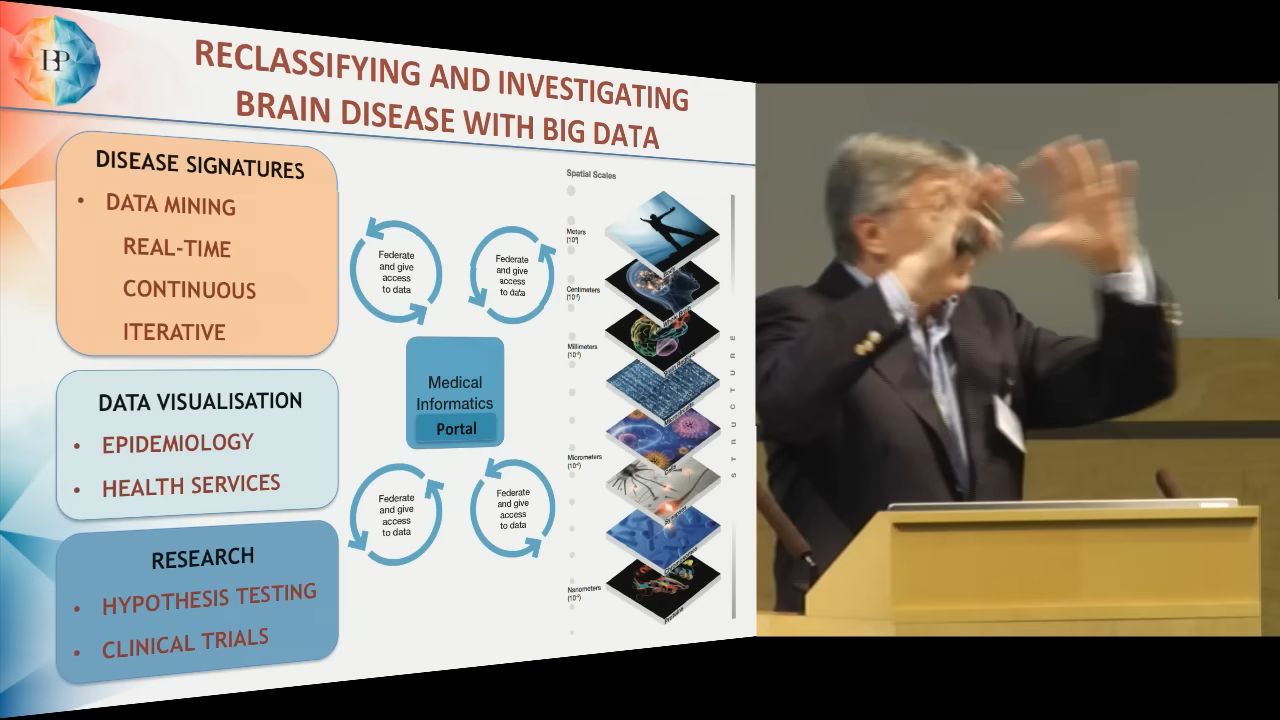 HBP
RECLASSIFYING AND INVESTIGATING
BRAIN DISEASE WITH BIG DATA
DISEASE SIGNATURES
• DATA MINING
REAL-TIME
CONTINUOUS
ITERATIVE
DATA VISUALISATION
• EPIDEMIOLOGY
• HEALTH SERVICES
RESEARCH
• HYPOTHESIS TESTING
• CLINICAL TRIALS
Federate
and give
access
to data
Federate
and give
access
to data
Medical
Informatics
Portal
Federate
and give
access
to data
Federate
and give
access
to data
Spatial Scales
Meters
Centimeters
Millimeters
Micrometers
Nanometers
STRUCTURE